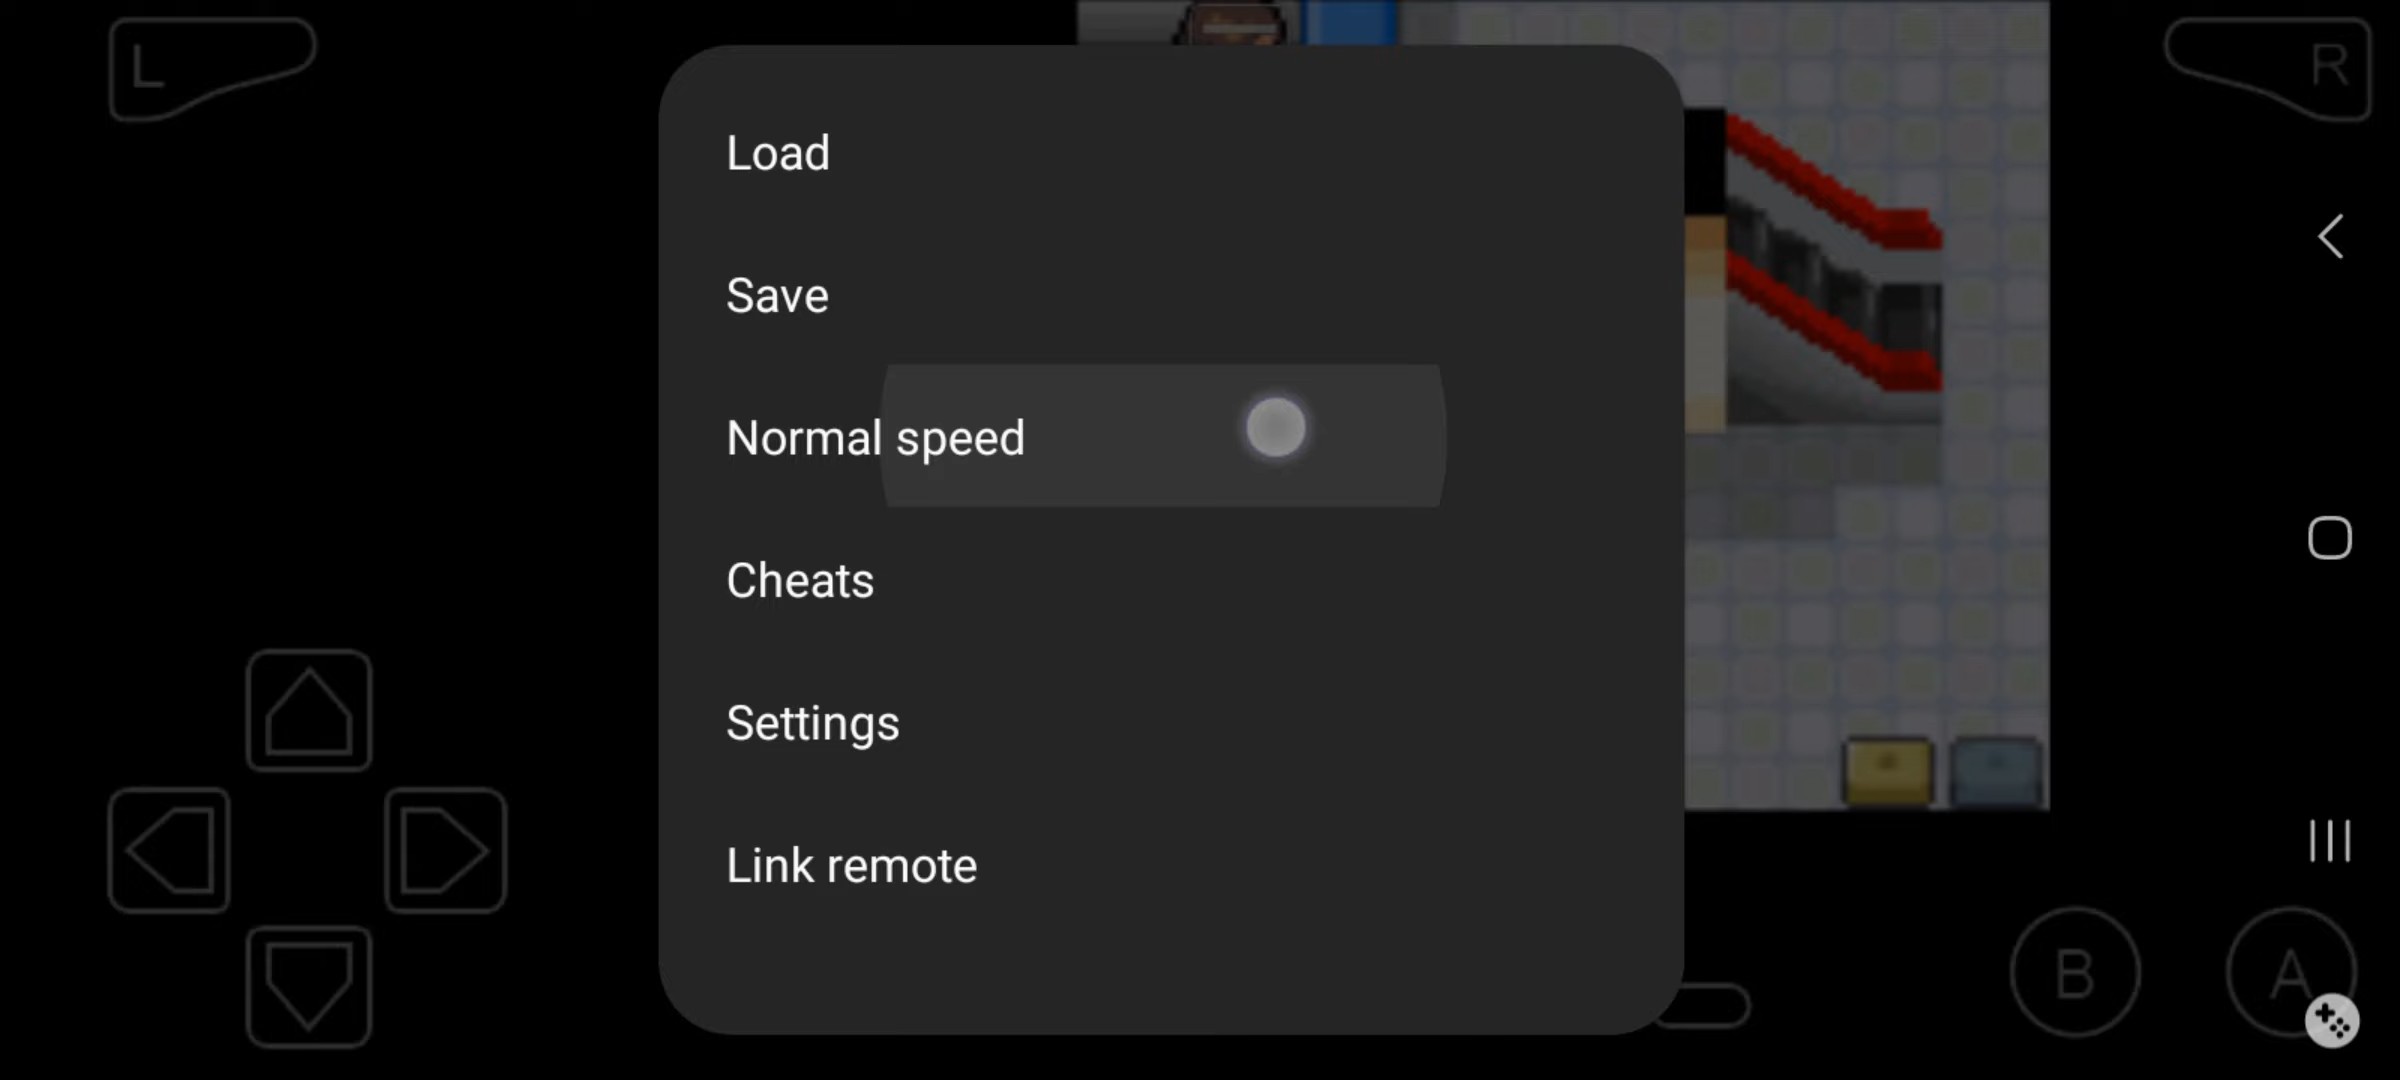 L
R
Load
Save
Normal speed
Cheats
Settings
Link remote
B
A